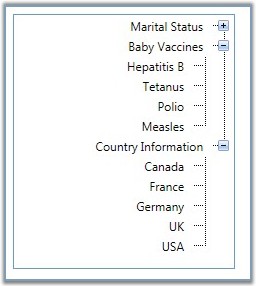 Marital Status
Baby Vaccines
Hepatitis B
Tetanus
Polio
Measles
Country Information
Canada
France
Germany
UK
USA